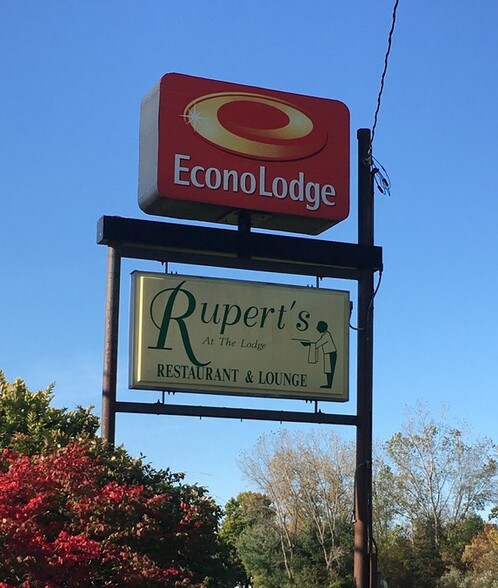 EconoLodge
Rupert's
At The Lodge
RESTAURANT & LOUNGE